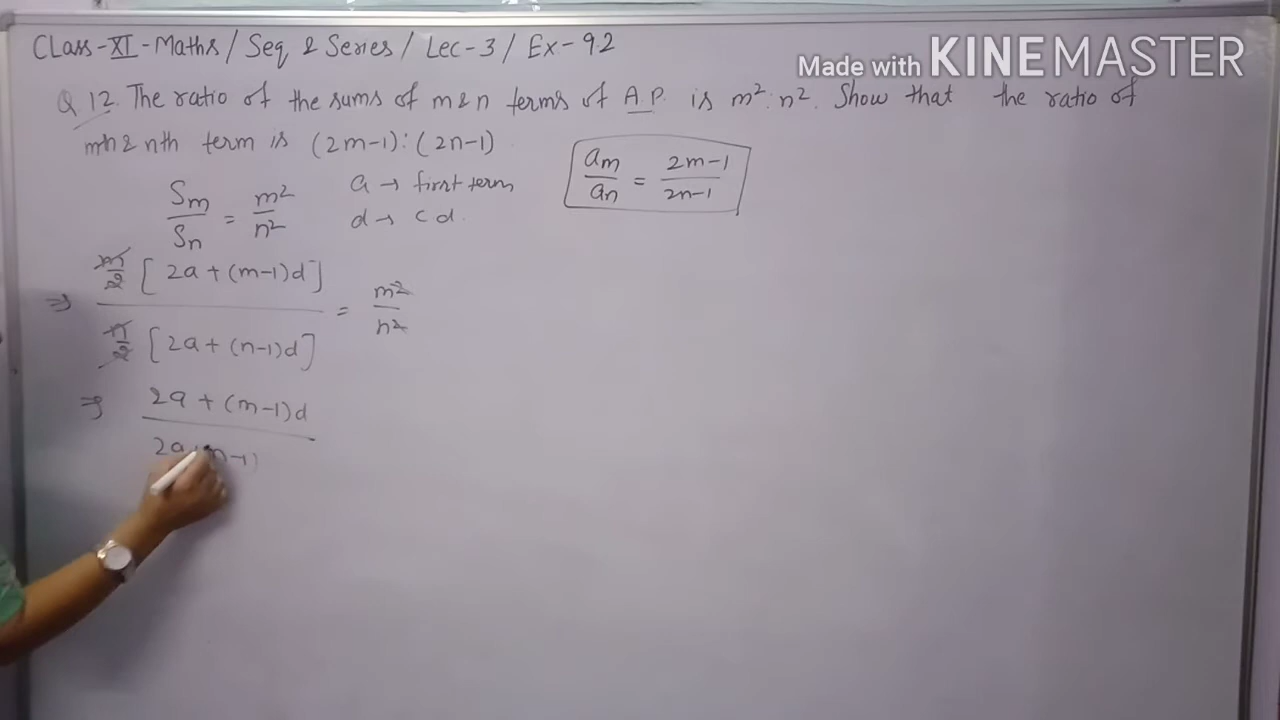 CLass-XI-Maths / Seq & Series / Lec-3 / Ex-9.2
Made with KINEMASTER
Q 12. The ratio of the sums of m & n terms of A.P. is m² : n². Show that the ratio of
mth & nth term is (2m-1) : (2n-1)
Sm/Sn = m²/n²
a → first term
d → c d.
am/an = 2m-1/2n-1
⇒ m/2 [2a + (m-1)d] / n/2 [2a + (n-1)d] = m²/n²
⇒ 2a + (m-1)d
2a (n-1)